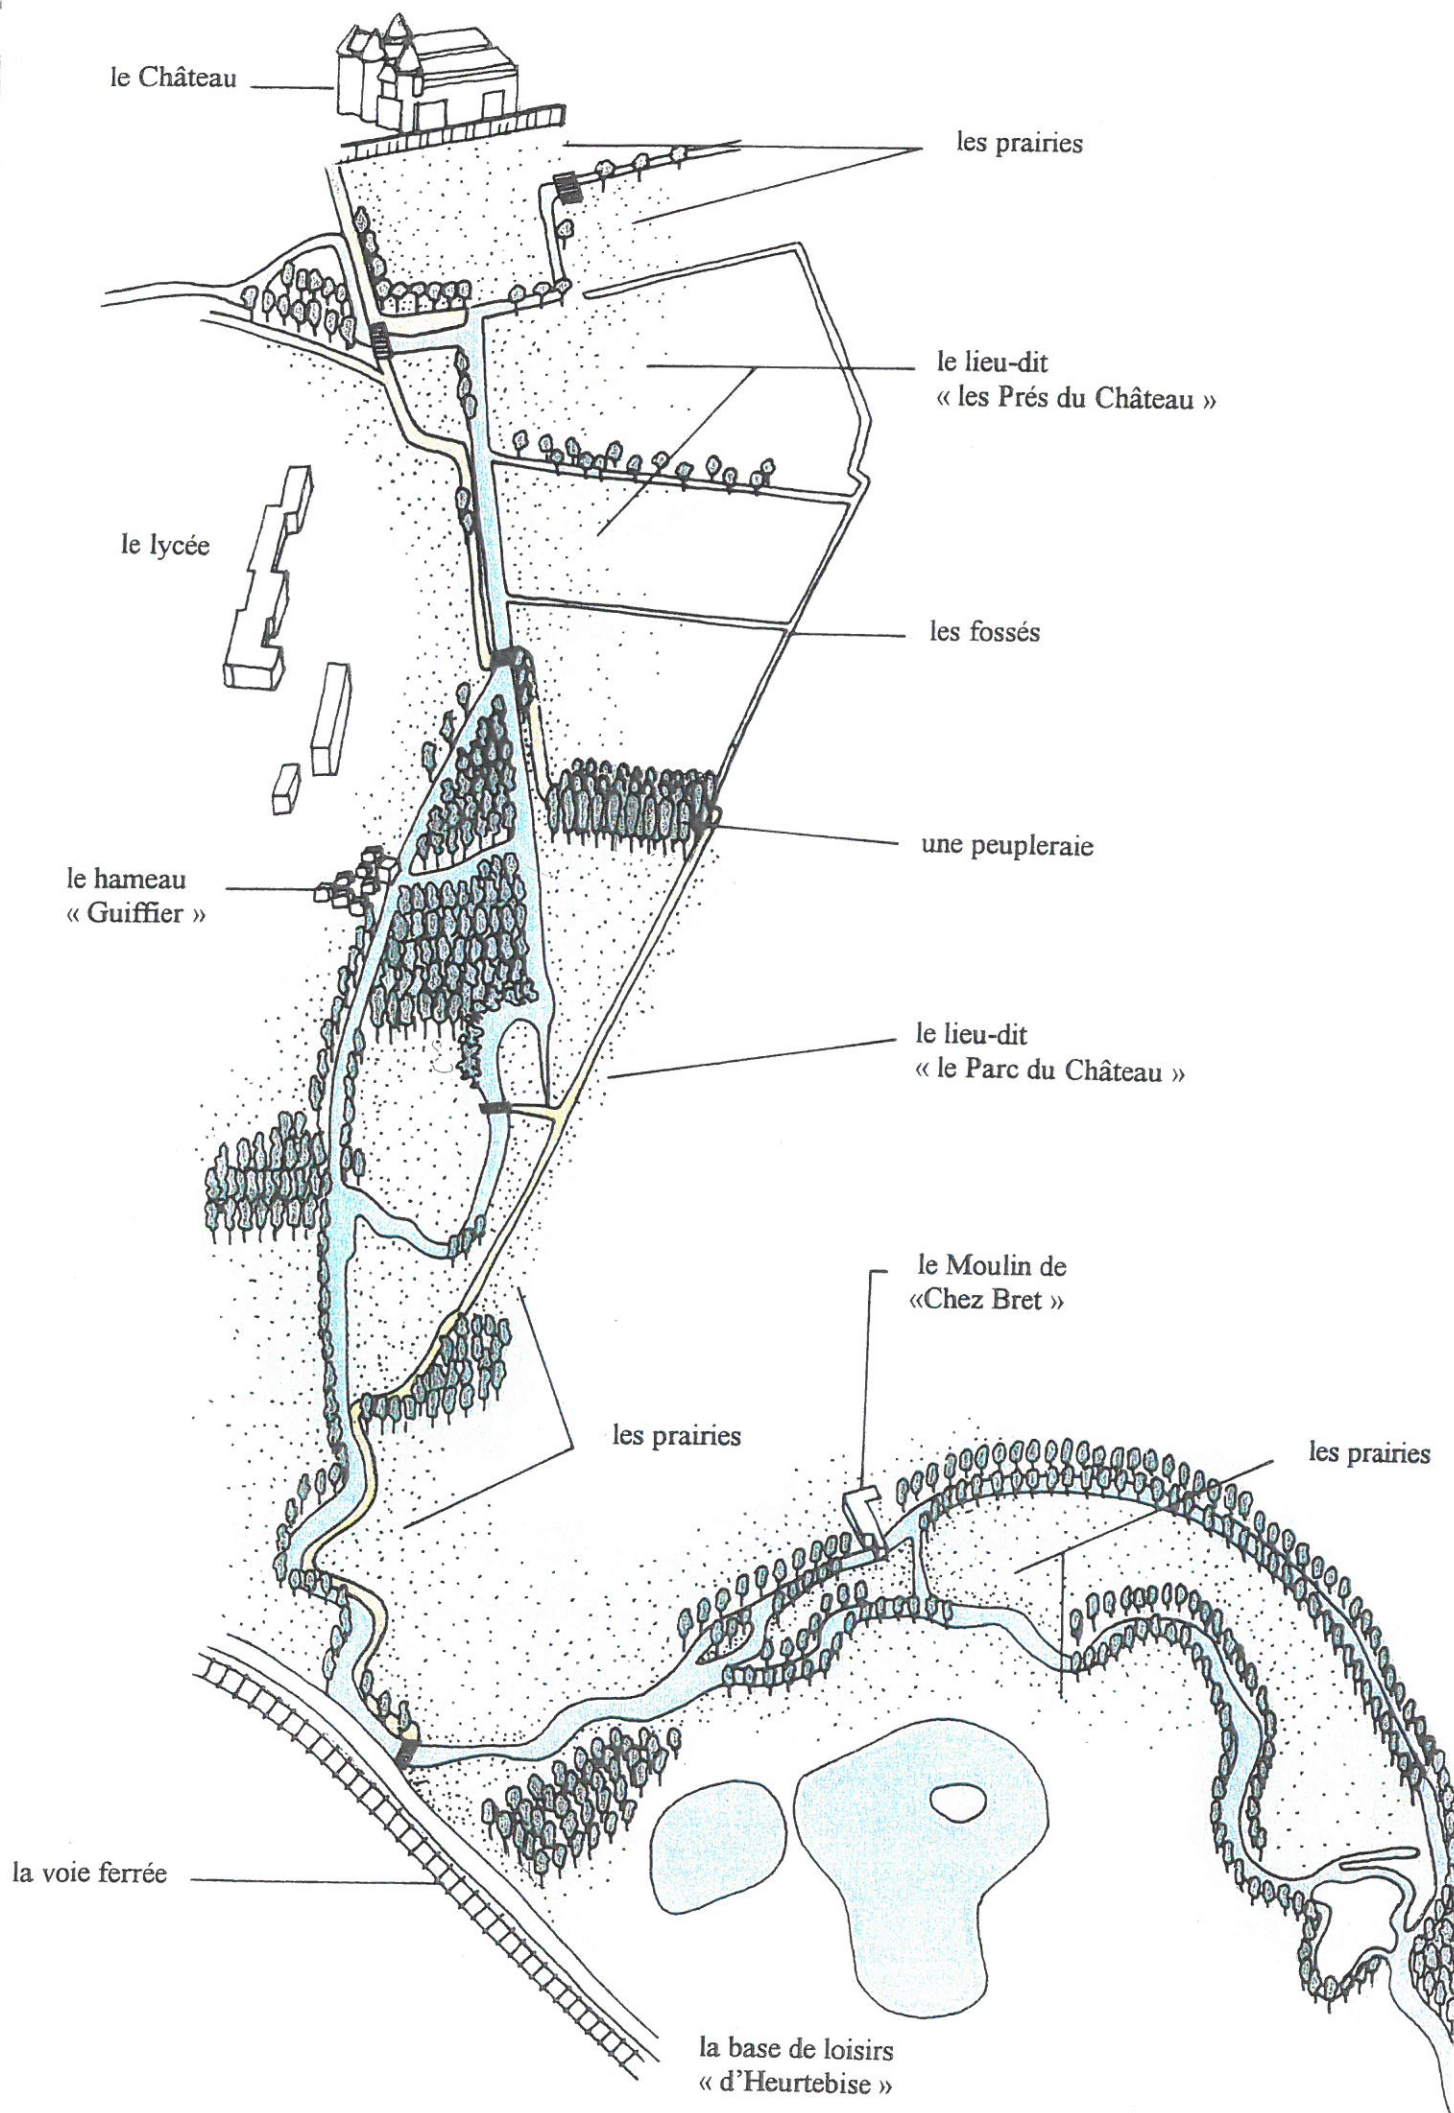 le Château
les prairies
le lieu-dit
« les Prés du Château »
le lycée
les fossés
une peupleraie
le hameau
« Guiffier »
le lieu-dit
« le Parc du Château »
le Moulin de
«Chez Bret »
les prairies
les prairies
la voie ferrée
la base de loisirs
« d'Heurtebise »